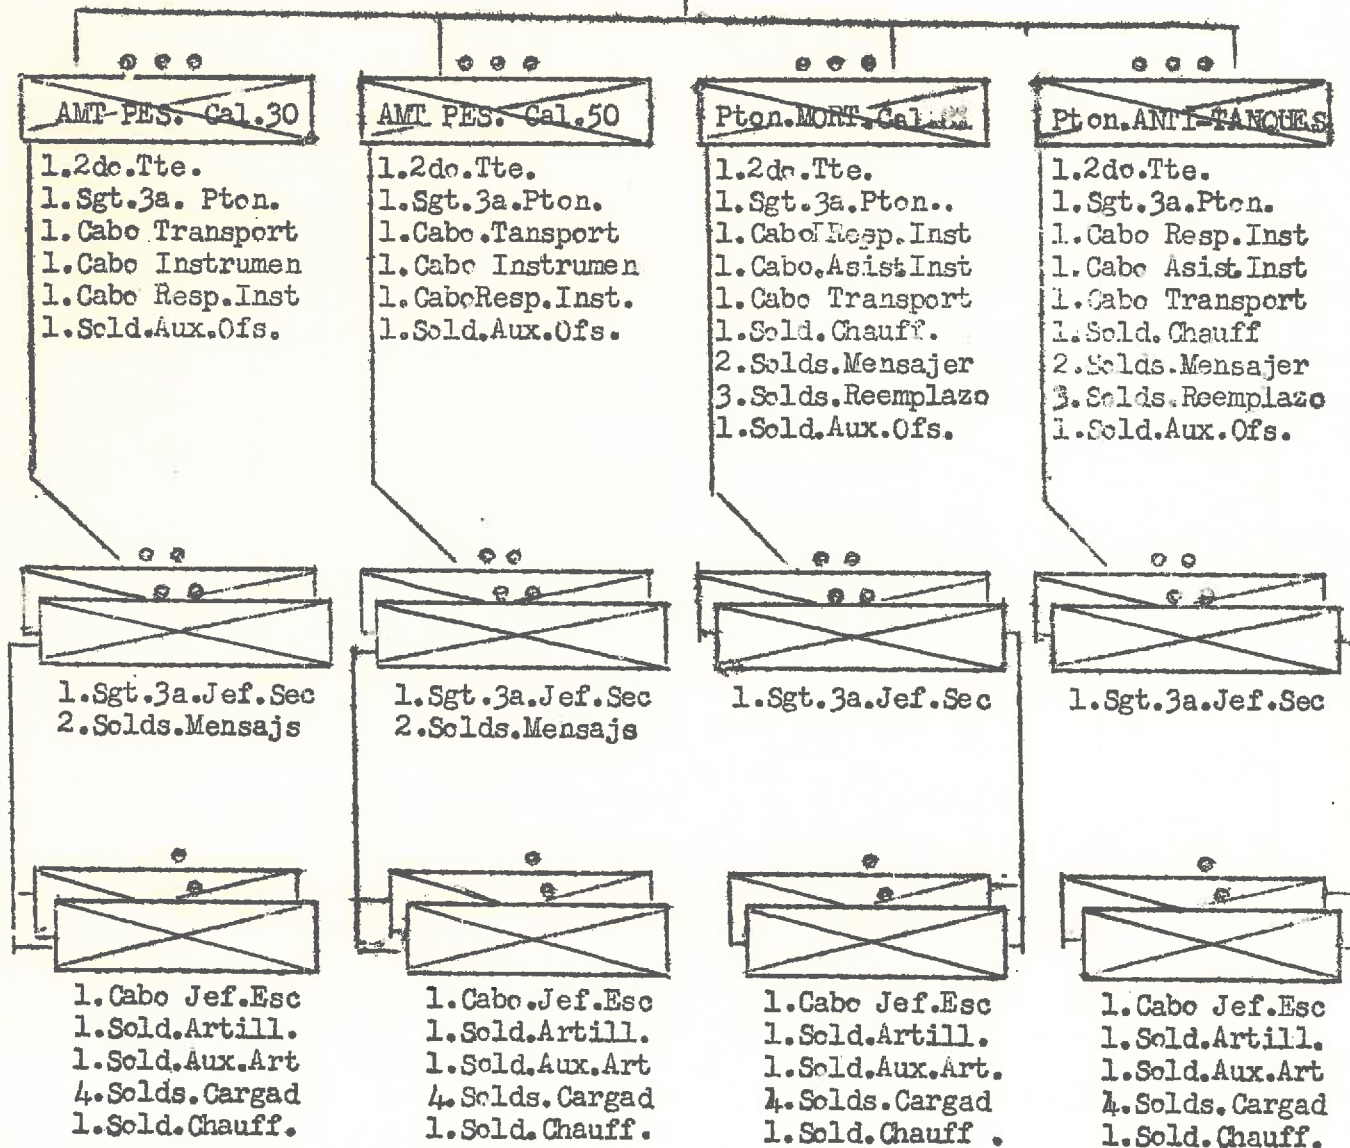 AMT-PES. Cal.30
1.2do.Tte.
1.Sgt.3a. Pton.
1.Cabo Transport
1.Cabo Instrumen
1.Cabo Resp.Inst
1.Sold.Aux.Ofs.
1.Sgt.3a.Jef.Sec
2.Solds.Mensajs
1.Cabo Jef.Esc
1.Sold.Artill.
1.Sold.Aux.Art
4.Solds.Cargad
1.Sold.Chauff.
AMT PES. Cal.50
1.2do.Tte.
1.Sgt.3a.Pton.
1.Cabo.Tansport
1.Cabo Instrumen
1.CaboResp.Inst.
1.Sold.Aux.Ofs.
1.Sgt.3a.Jef.Sec
2.Solds.Mensajs
1.Cabo.Jef.Esc
1.Sold.Artill.
1.Sold.Aux.Art
4.Solds.Cargad
1.Sold.Chauff.
Pton.MORT.Cal.
1.2do.Tte.
1.Sgt.3a.Pton..
1.Cabo Resp.Inst
1.Cabo.Asist.Inst
1.Cabo Transport
1.Sold.Chauff.
2.Solds.Mensajer
3.Solds.Reemplazo
1.Sold.Aux.Ofs.
1.Sgt.3a.Jef.Sec
1.Cabo Jef.Esc
1.Sold.Artill.
1.Sold.Aux.Art.
4.Solds.Cargad
1.Sold.Chauff .
Pton.ANTI-TANQUES
1.2do.Tte.
1.Sgt.3a.Pton.
1.Cabo Resp.Inst
1.Cabo Asist.Inst
1.Cabo Transport
1.Sold.Chauff
2.Solds.Mensajer
3.Solds.Reemplazo
1.Sold.Aux.Ofs.
1.Sgt.3a.Jef.Sec
1.Cabo Jef.Esc
1.Sold.Artill.
1.Sold.Aux.Art
4.Solds.Cargad
1.Sold.Chauff.